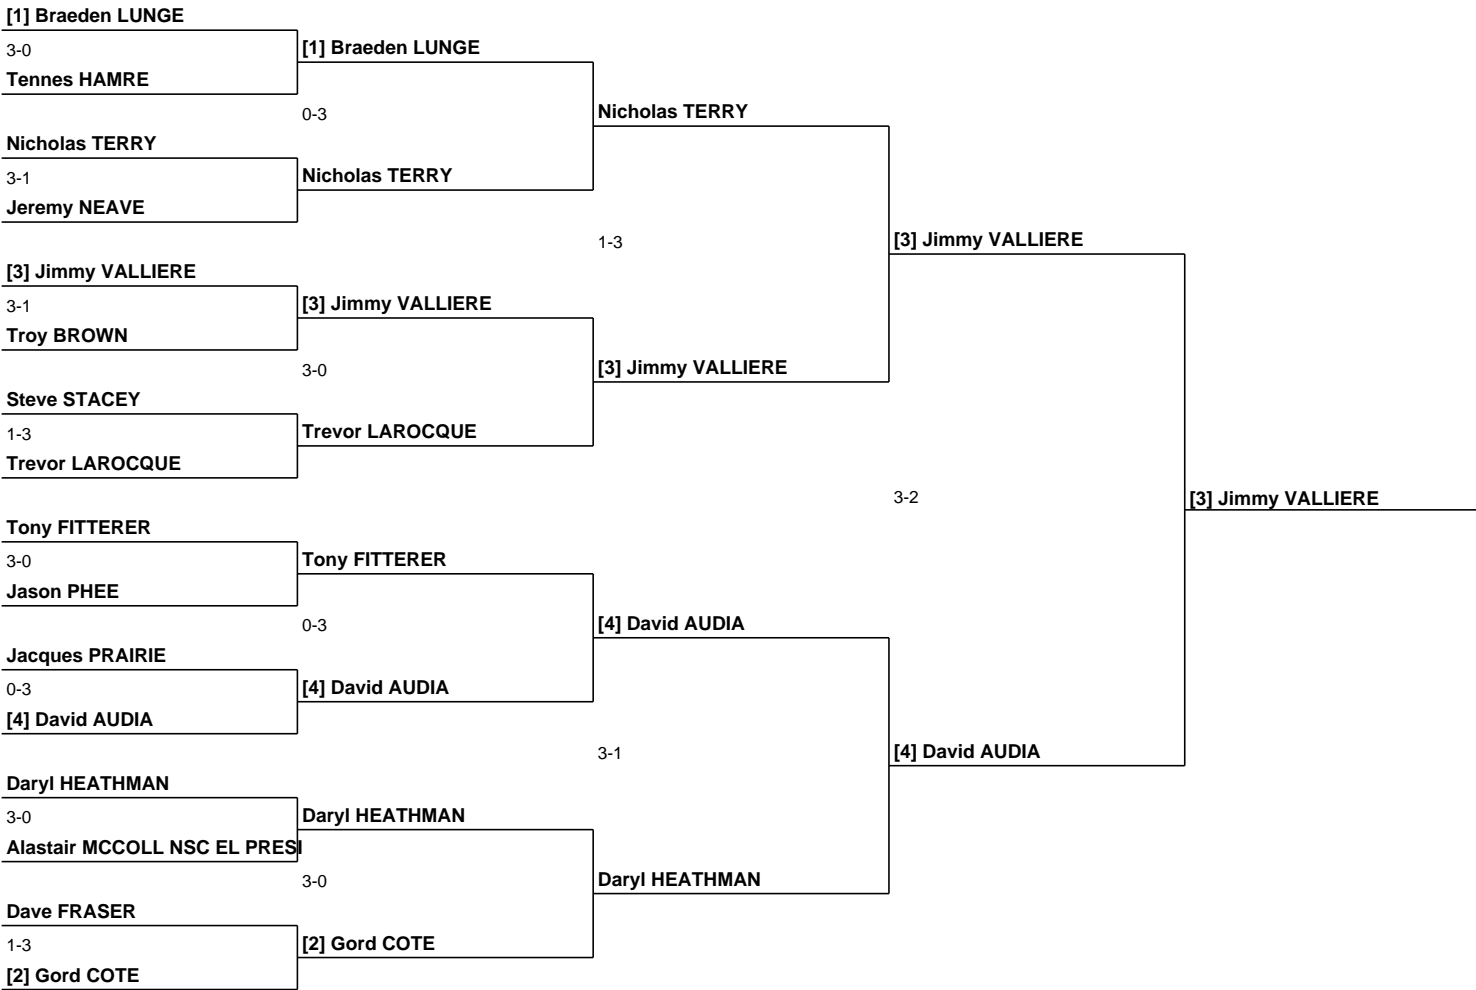 [1] Braeden LUNGE
3-0
Tennes HAMRE
Nicholas TERRY
3-1
Jeremy NEAVE
[3] Jimmy VALLIERE
3-1
Troy BROWN
Steve STACEY
1-3
Trevor LAROCQUE
Tony FITTERER
3-0
Jason PHEE
Jacques PRAIRIE
0-3
[4] David AUDIA
Daryl HEATHMAN
3-0
Alastair MCCOLL NSC EL PRESI
Dave FRASER
1-3
[2] Gord COTE
[1] Braeden LUNGE
0-3
Nicholas TERRY
[3] Jimmy VALLIERE
3-0
Trevor LAROCQUE
Tony FITTERER
0-3
[4] David AUDIA
Daryl HEATHMAN
3-0
[2] Gord COTE
Nicholas TERRY
1-3
[3] Jimmy VALLIERE
[4] David AUDIA
3-1
Daryl HEATHMAN
[3] Jimmy VALLIERE
3-2
[4] David AUDIA
[3] Jimmy VALLIERE